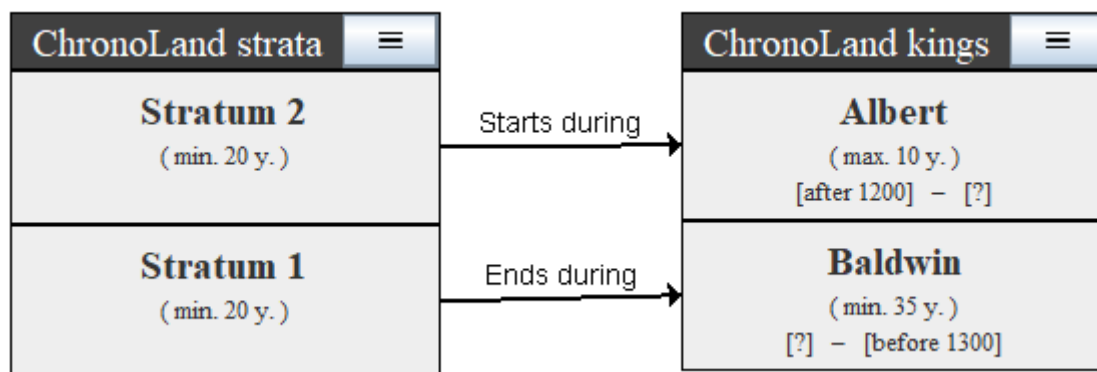 ChronoLand strata ≡
Stratum 2
( min. 20 y. )
Stratum 1
( min. 20 y. )
Starts during
Ends during
ChronoLand kings ≡
Albert
( max. 10 y. )
[after 1200] – [?]
Baldwin
( min. 35 y. )
[?] – [before 1300]